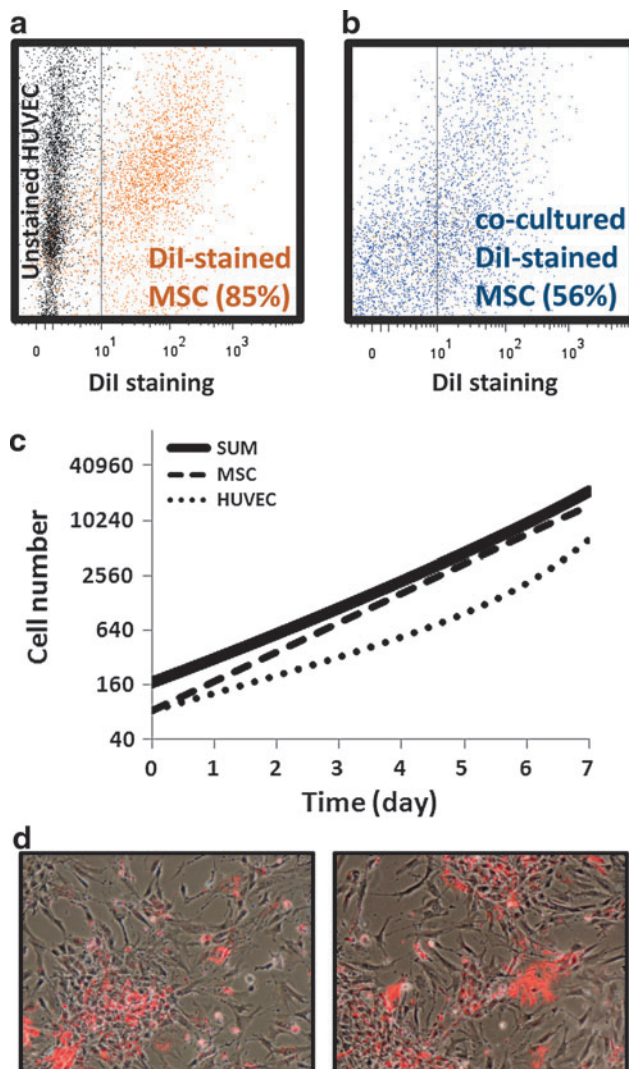 a
Unstained HUVEC
DiI-stained
MSC (85%)
0 10^1 10^2 10^3
DiI staining
b
co-cultured
DiI-stained
MSC (56%)
0 10^1 10^2 10^3
DiI staining
c
SUM
MSC
HUVEC
Cell number
40960
10240
2560
640
160
40
0 1 2 3 4 5 6 7
Time (day)
d